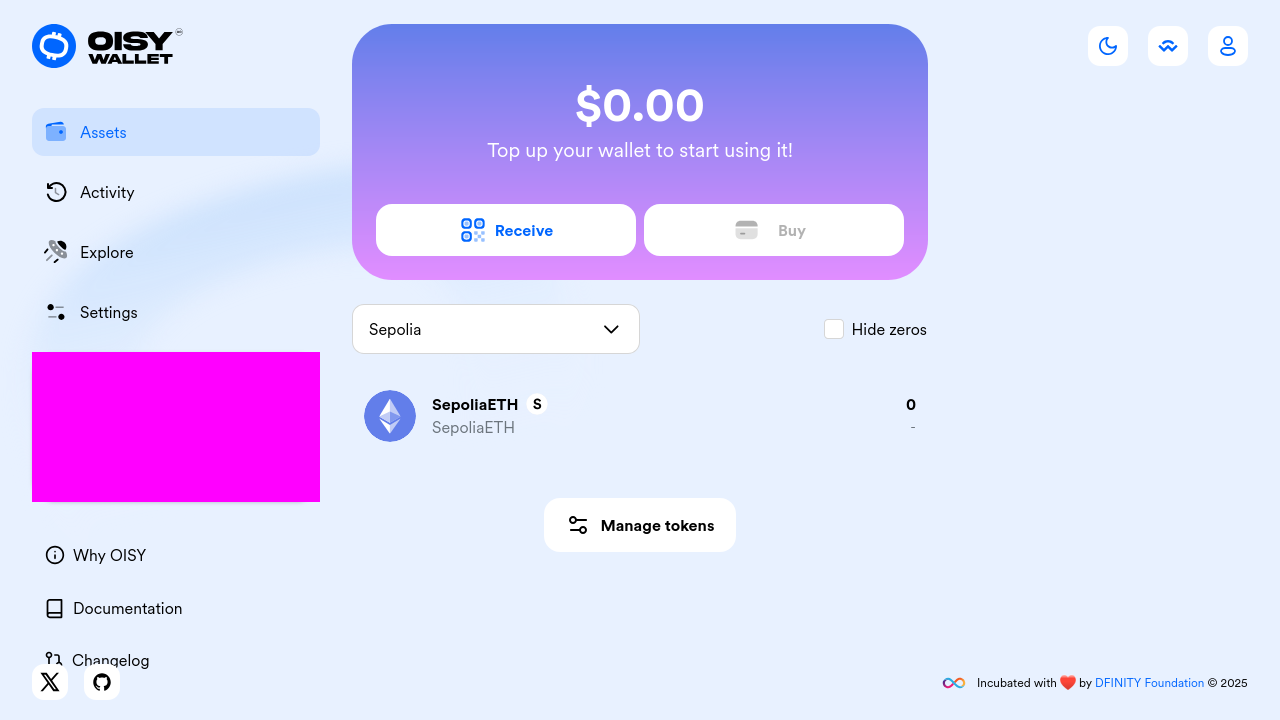 OISY
WALLET
Assets
Activity
Explore
Settings
$0.00
Top up your wallet to start using it!
Receive
Buy
Sepolia
Hide zeros
SepoliaETH S
SepoliaETH
0
-
Manage tokens
Why OISY
Documentation
Changelog
Incubated with ❤️ by DFINITY Foundation © 2025